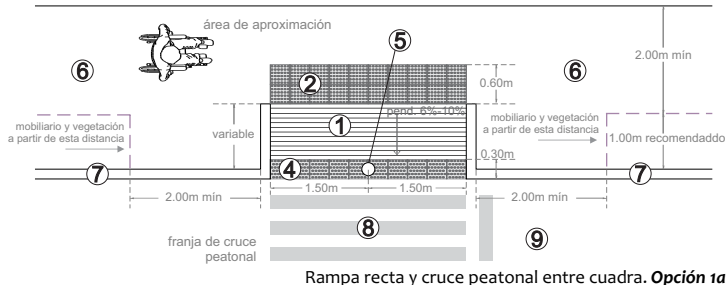 área de aproximación
5
6
6
2.00m mín
2
0.60m
mobiliario y vegetación
a partir de esta distancia
variable
1
pend. 6%-10%
mobiliario y vegetación
a partir de esta distancia
1.00m recomendaddo
0.30m
7
4
7
2.00m mín
1.50m
1.50m
2.00m mín
8
9
franja de cruce
peatonal
Rampa recta y cruce peatonal entre cuadra. Opción 1a